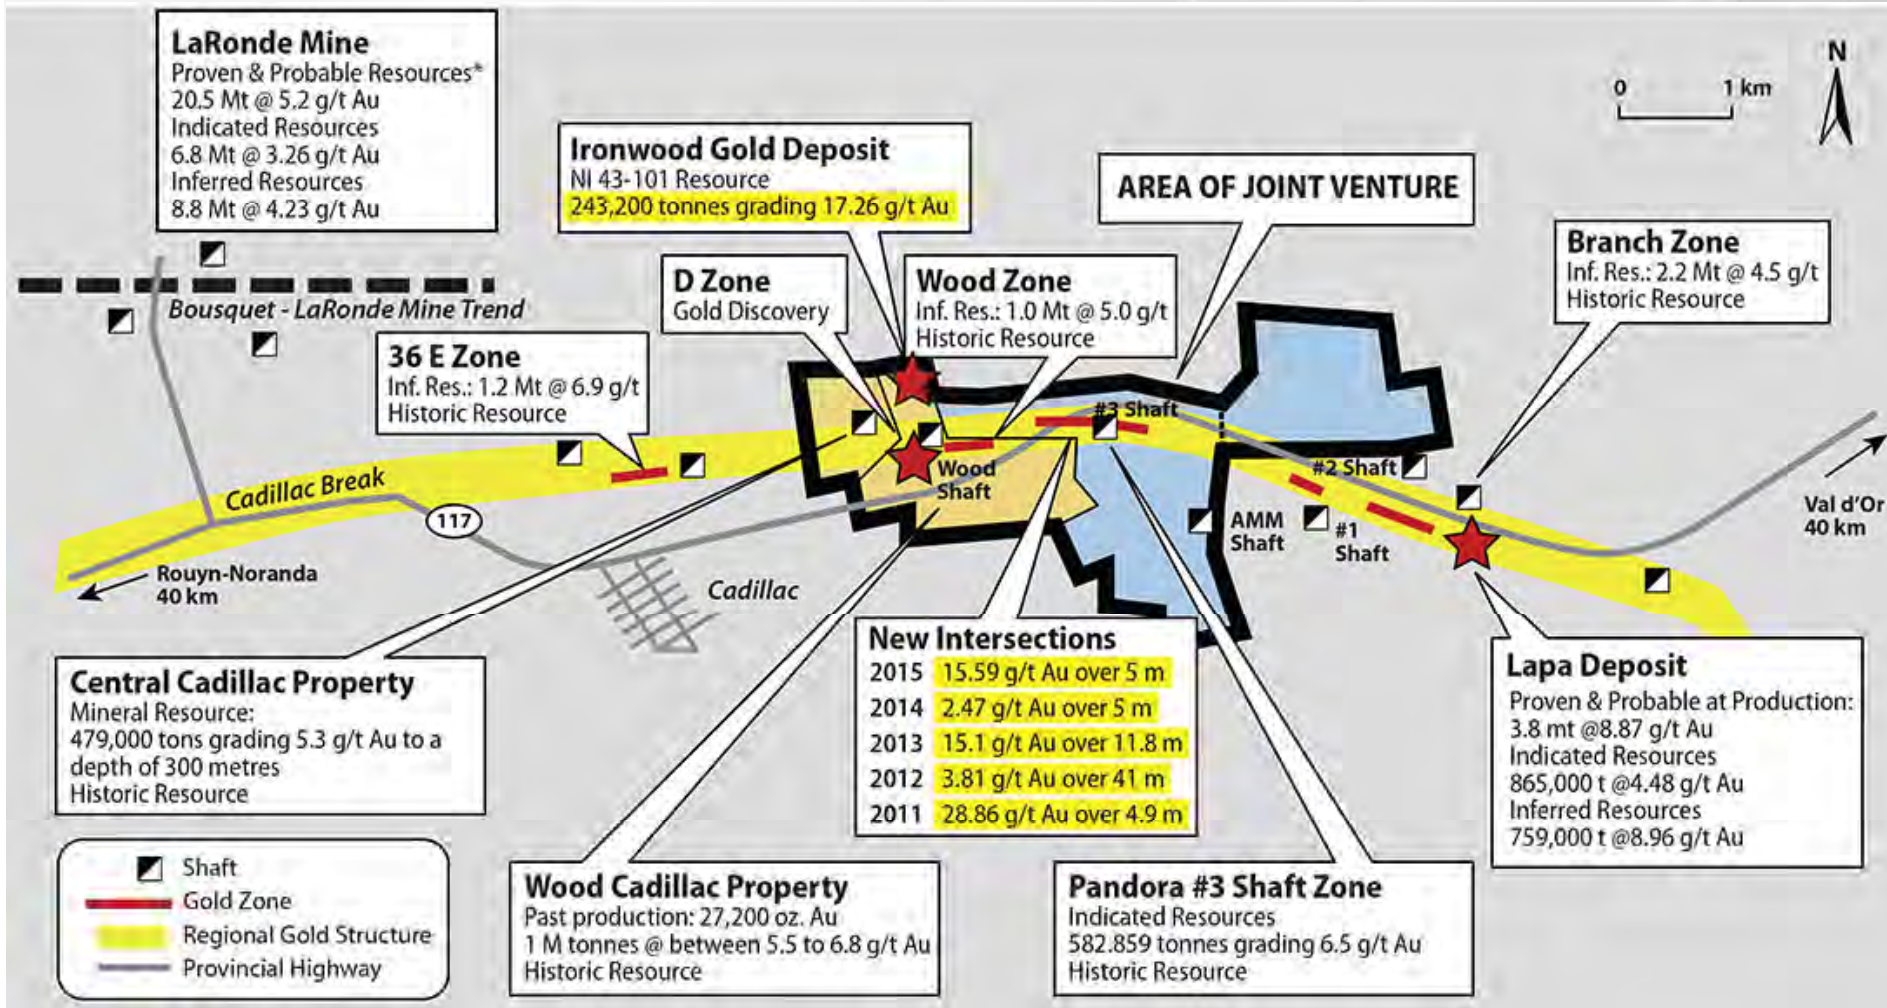 LaRonde Mine
Proven & Probable Resources*
20.5 Mt @ 5.2 g/t Au
Indicated Resources
6.8 Mt @ 3.26 g/t Au
Inferred Resources
8.8 Mt @ 4.23 g/t Au
Ironwood Gold Deposit
NI 43-101 Resource
243,200 tonnes grading 17.26 g/t Au
AREA OF JOINT VENTURE
0 1 km
N
Branch Zone
Inf. Res.: 2.2 Mt @ 4.5 g/t
Historic Resource
D Zone
Gold Discovery
Wood Zone
Inf. Res.: 1.0 Mt @ 5.0 g/t
Historic Resource
Bousquet - LaRonde Mine Trend
36 E Zone
Inf. Res.: 1.2 Mt @ 6.9 g/t
Historic Resource
#3 Shaft
Wood
Shaft
#2 Shaft
AMM
Shaft
#1
Shaft
Val d'Or
40 km
Cadillac Break
117
Rouyn-Noranda
40 km
Cadillac
Central Cadillac Property
Mineral Resource:
479,000 tons grading 5.3 g/t Au to a
depth of 300 metres
Historic Resource
New Intersections
2015 15.59 g/t Au over 5 m
2014 2.47 g/t Au over 5 m
2013 15.1 g/t Au over 11.8 m
2012 3.81 g/t Au over 41 m
2011 28.86 g/t Au over 4.9 m
Lapa Deposit
Proven & Probable at Production:
3.8 mt @8.87 g/t Au
Indicated Resources
865,000 t @4.48 g/t Au
Inferred Resources
759,000 t @8.96 g/t Au
Shaft
Gold Zone
Regional Gold Structure
Provincial Highway
Wood Cadillac Property
Past production: 27,200 oz. Au
1 M tonnes @ between 5.5 to 6.8 g/t Au
Historic Resource
Pandora #3 Shaft Zone
Indicated Resources
582.859 tonnes grading 6.5 g/t Au
Historic Resource